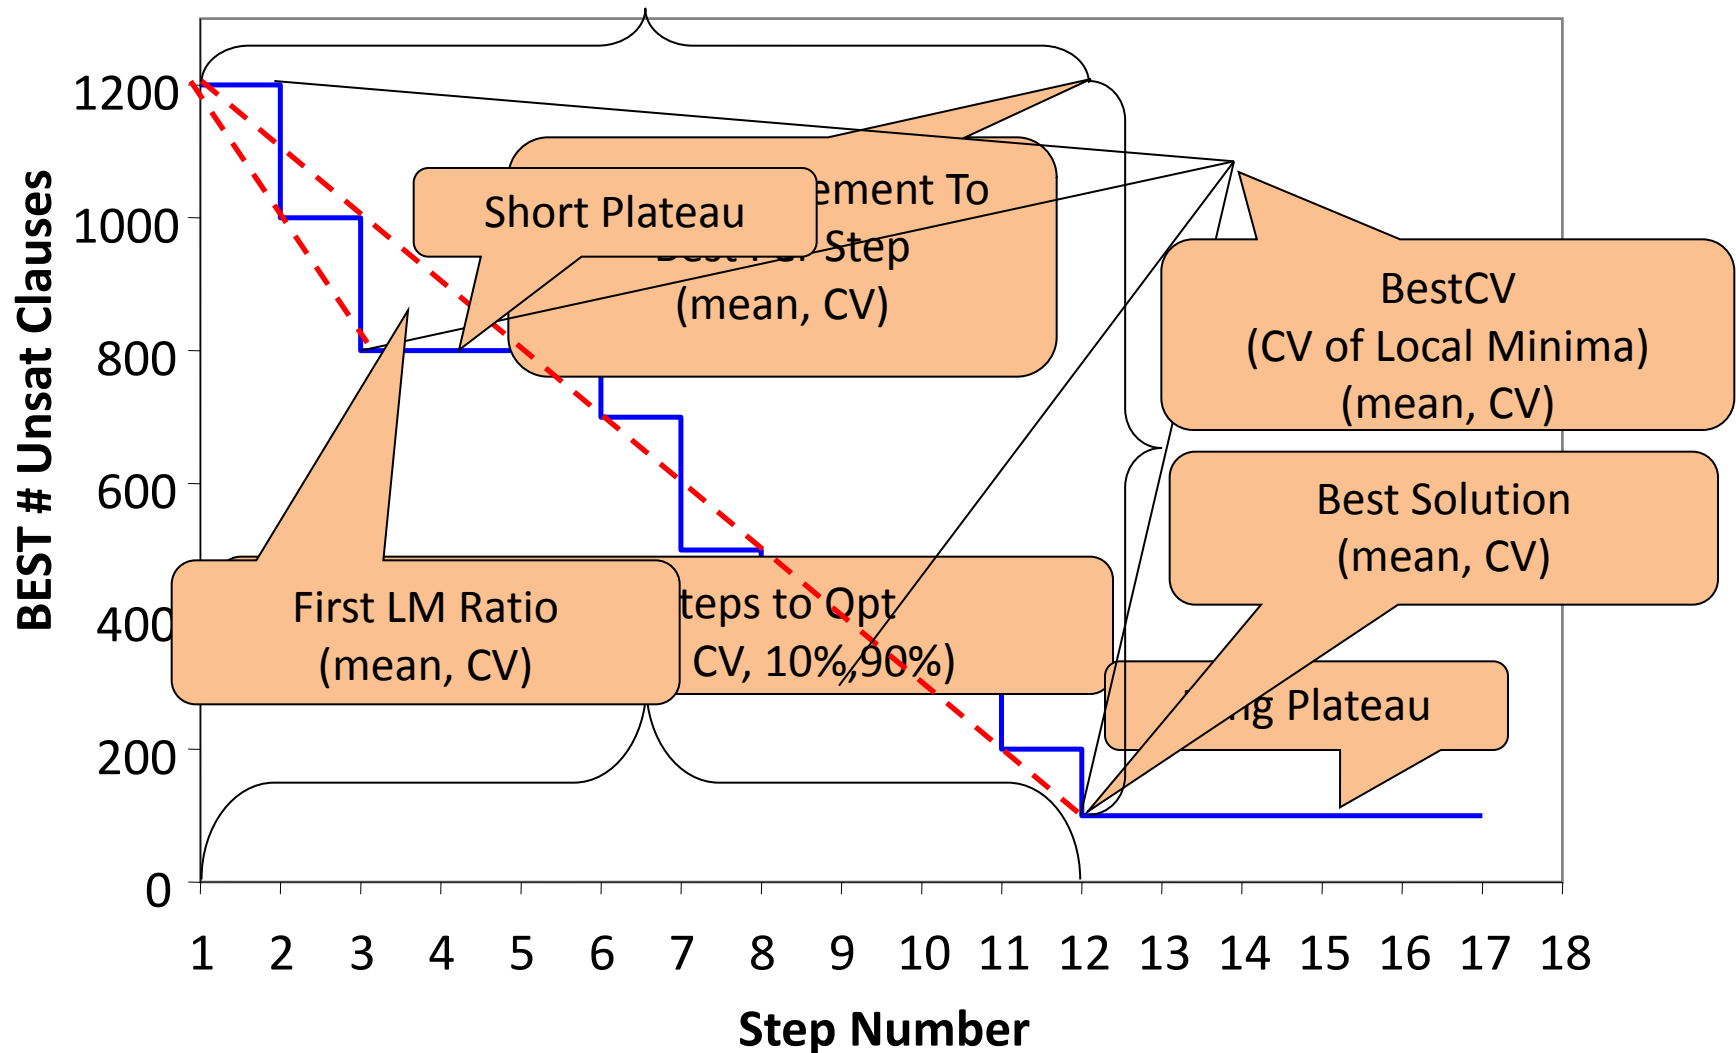 BEST # Unsat Clauses
1200
1000
800
600
400
200
0
Short Plateau
ement To
Step
(mean, CV)
BestCV
(CV of Local Minima)
(mean, CV)
Best Solution
(mean, CV)
First LM Ratio
(mean, CV)
teps to Opt
CV, 10%,90%)
Plateau
1 2 3 4 5 6 7 8 9 10 11 12 13 14 15 16 17 18
Step Number